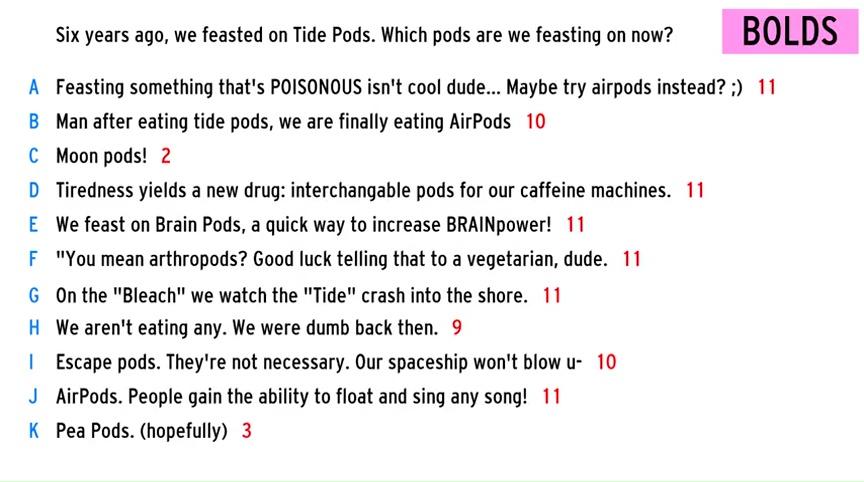 Six years ago, we feasted on Tide Pods. Which pods are we feasting on now?
BOLDS
A Feasting something that's POISONOUS isn't cool dude... Maybe try airpods instead? ;) 11
B Man after eating tide pods, we are finally eating AirPods 10
C Moon pods! 2
D Tiredness yields a new drug: interchangable pods for our caffeine machines. 11
E We feast on Brain Pods, a quick way to increase BRAINpower! 11
F "You mean arthropods? Good luck telling that to a vegetarian, dude. 11
G On the "Bleach" we watch the "Tide" crash into the shore. 11
H We aren't eating any. We were dumb back then. 9
I Escape pods. They're not necessary. Our spaceship won't blow u- 10
J AirPods. People gain the ability to float and sing any song! 11
K Pea Pods. (hopefully) 3